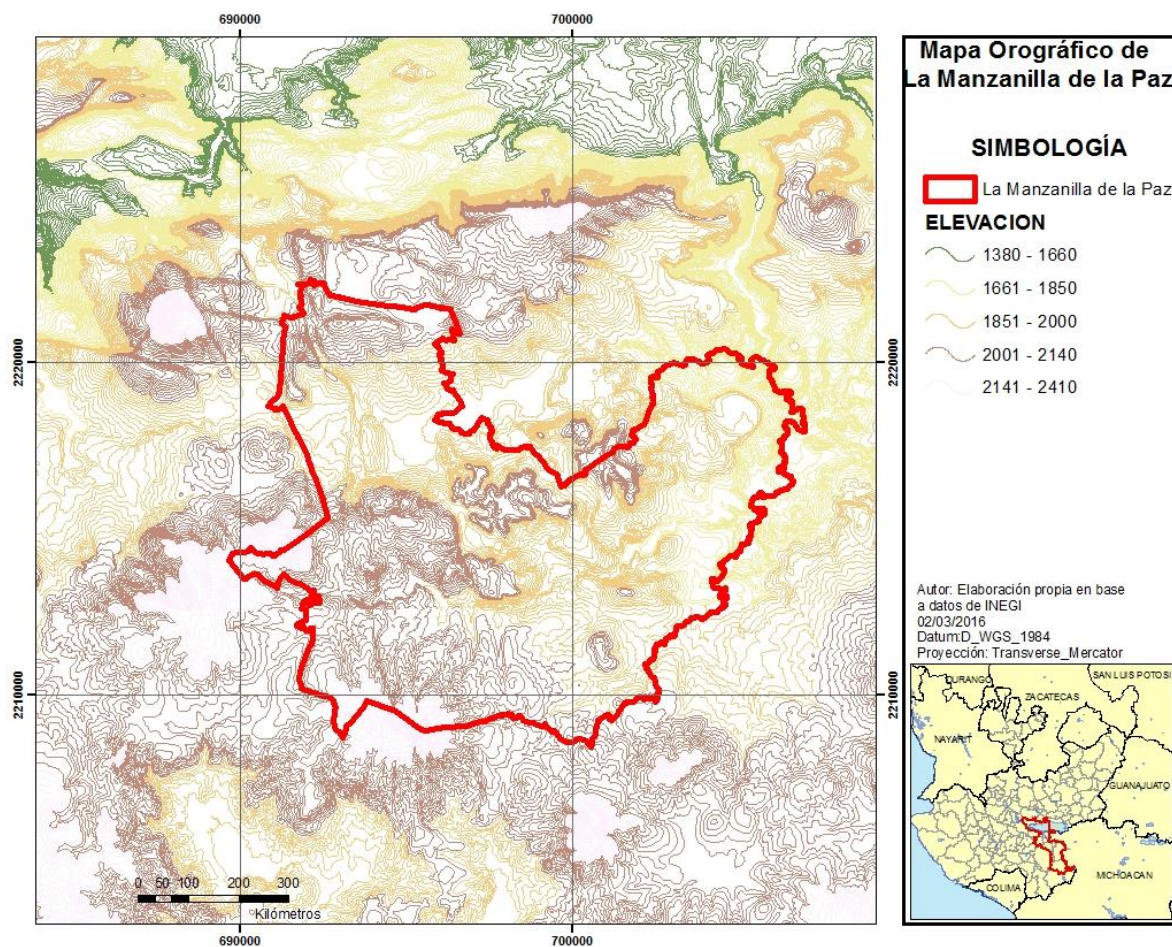 690000
700000
2220000
2220000
2210000
2210000
0 50 100 200 300
Kilómetros
690000
700000
Mapa Orográfico de
La Manzanilla de la Paz
SIMBOLOGÍA
La Manzanilla de la Paz
ELEVACION
1380 - 1660
1661 - 1850
1851 - 2000
2001 - 2140
2141 - 2410
Autor: Elaboración propia en base
a datos de INEGI
02/03/2016
Datum:D_WGS_1984
Proyección: Transverse_Mercator
DURANGO
SAN LUIS POTOSI
ZACATECAS
NAYARIT
GUANAJUATO
MICHOACAN
COLIMA